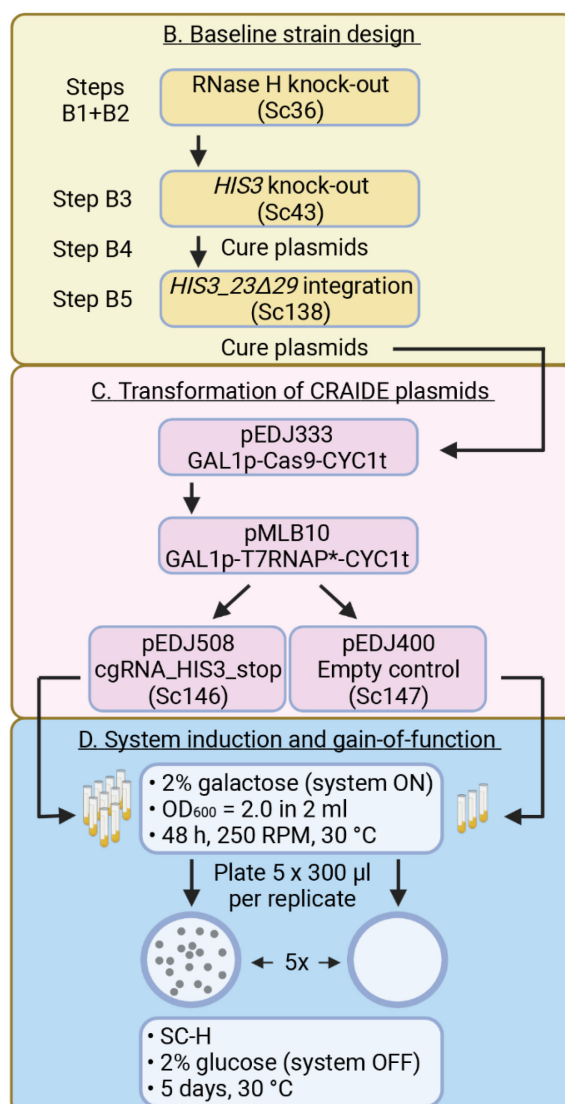 B. Baseline strain design
Steps
B1+B2
RNase H knock-out
(Sc36)
Step B3
HIS3 knock-out
(Sc43)
Step B4
Cure plasmids
Step B5
HIS3_23Δ29 integration
(Sc138)
Cure plasmids
C. Transformation of CRAIDE plasmids
pEDJ333
GAL1p-Cas9-CYC1t
pMLB10
GAL1p-T7RNAP*-CYC1t
pEDJ508
cgRNA_HIS3_stop
(Sc146)
pEDJ400
Empty control
(Sc147)
D. System induction and gain-of-function
• 2% galactose (system ON)
• OD₆₀₀ = 2.0 in 2 ml
• 48 h, 250 RPM, 30 °C
Plate 5 x 300 µl
per replicate
5x
• SC-H
• 2% glucose (system OFF)
• 5 days, 30 °C